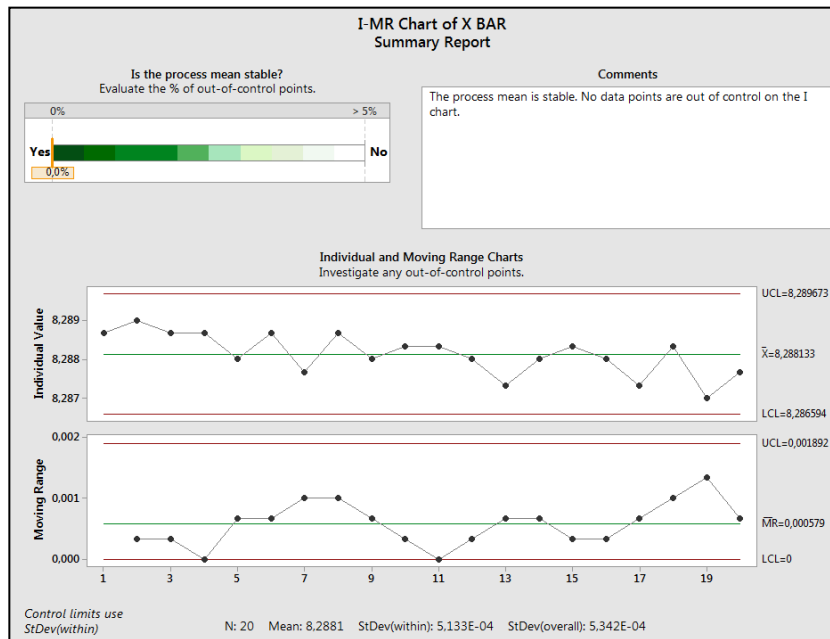 I-MR Chart of X BAR
Summary Report
Is the process mean stable?
Evaluate the % of out-of-control points.
0%
> 5%
Yes
No
0,0%
Comments
The process mean is stable. No data points are out of control on the I
chart.
Individual and Moving Range Charts
Investigate any out-of-control points.
Individual Value
8,289
8,288
8,287
UCL=8,289673
X̄=8,288133
LCL=8,286594
Moving Range
0,002
0,001
0,000
UCL=0,001892
M̅R̅=0,000579
LCL=0
1 3 5 7 9 11 13 15 17 19
Control limits use
StDev(within)
N: 20 Mean: 8,2881 StDev(within): 5,133E-04 StDev(overall): 5,342E-04